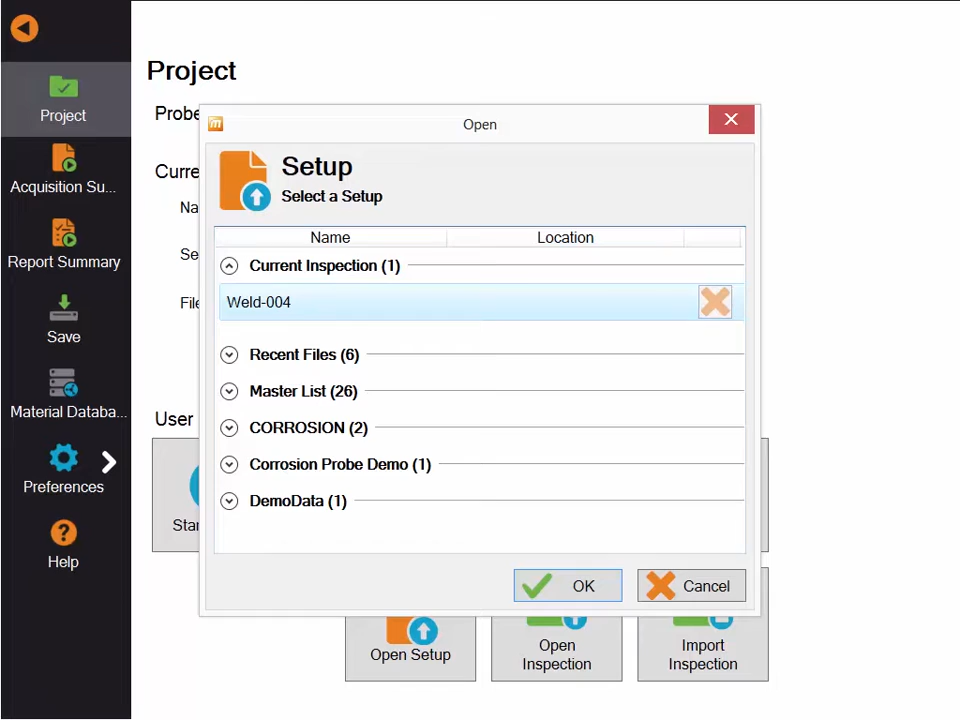 Project
Project
Acquisition Su...
Report Summary
Save
Material Databa...
Preferences
Help
Probe
Curre
Na
Se
File
User
Star
Open
Setup
Select a Setup
Name
Location
Current Inspection (1)
Weld-004
Recent Files (6)
Master List (26)
CORROSION (2)
Corrosion Probe Demo (1)
DemoData (1)
OK
Cancel
Open Setup
Open
Inspection
Import
Inspection